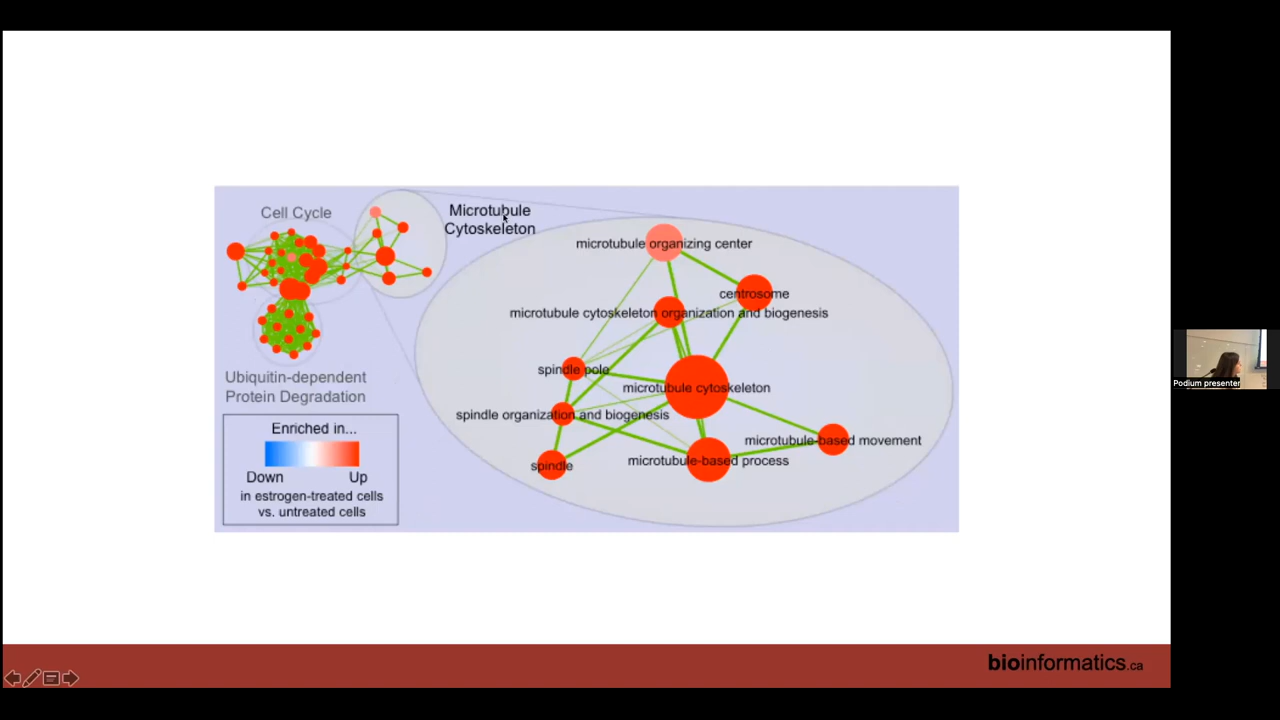 Cell Cycle
Microtubule
Cytoskeleton
Ubiquitin-dependent
Protein Degradation
Enriched in...
Down Up
in estrogen-treated cells
vs. untreated cells
microtubule organizing center
centrosome
microtubule cytoskeleton organization and biogenesis
spindle pole
microtubule cytoskeleton
spindle organization and biogenesis
microtubule-based movement
microtubule-based process
spindle
Podium presenter
bioinformatics.ca